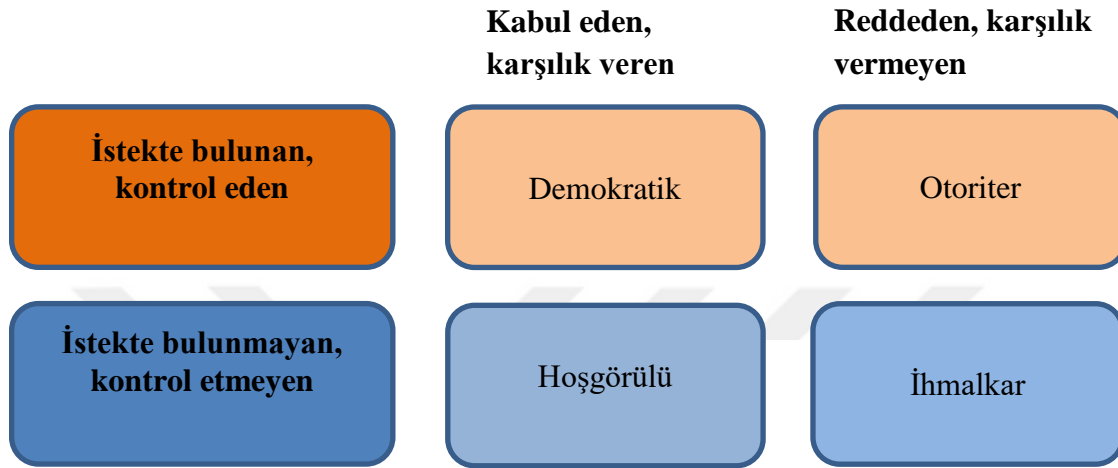 Kabul eden,
karşılık veren
Reddeden, karşılık
vermeyen
İstekte bulunan,
kontrol eden
Demokratik
Otoriter
İstekte bulunmayan,
kontrol etmeyen
Hoşgörülü
İhmalkar